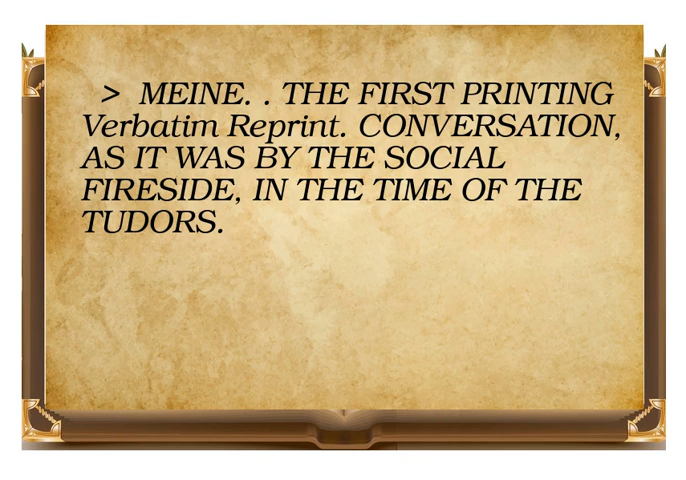 > MEINE. . THE FIRST PRINTING
Verbatim Reprint. CONVERSATION,
AS IT WAS BY THE SOCIAL
FIRESIDE, IN THE TIME OF THE
TUDORS.